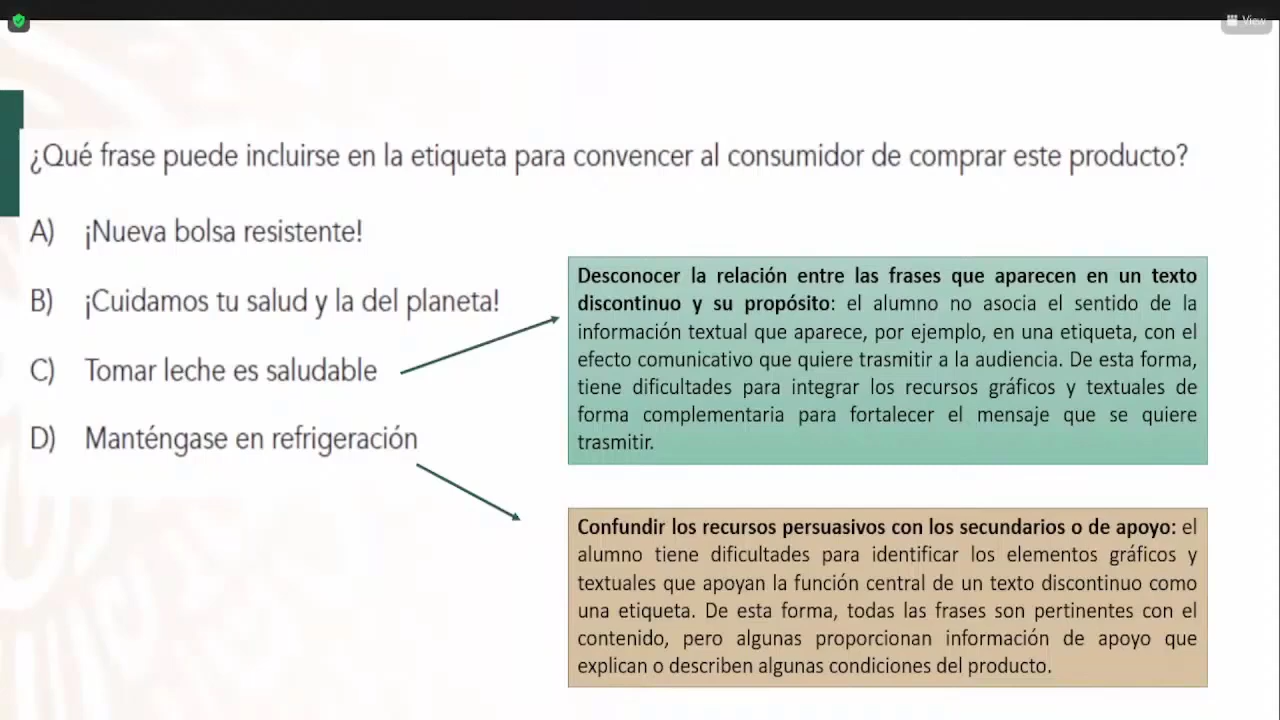 View
¿Qué frase puede incluirse en la etiqueta para convencer al consumidor de comprar este producto?
A) ¡Nueva bolsa resistente!
B) ¡Cuidamos tu salud y la del planeta!
C) Tomar leche es saludable
D) Manténgase en refrigeración
Desconocer la relación entre las frases que aparecen en un texto
discontinuo y su propósito: el alumno no asocia el sentido de la
información textual que aparece, por ejemplo, en una etiqueta, con el
efecto comunicativo que quiere trasmitir a la audiencia. De esta forma,
tiene dificultades para integrar los recursos gráficos y textuales de
forma complementaria para fortalecer el mensaje que se quiere
trasmitir.
Confundir los recursos persuasivos con los secundarios o de apoyo: el
alumno tiene dificultades para identificar los elementos gráficos y
textuales que apoyan la función central de un texto discontinuo como
una etiqueta. De esta forma, todas las frases son pertinentes con el
contenido, pero algunas proporcionan información de apoyo que
explican o describen algunas condiciones del producto.